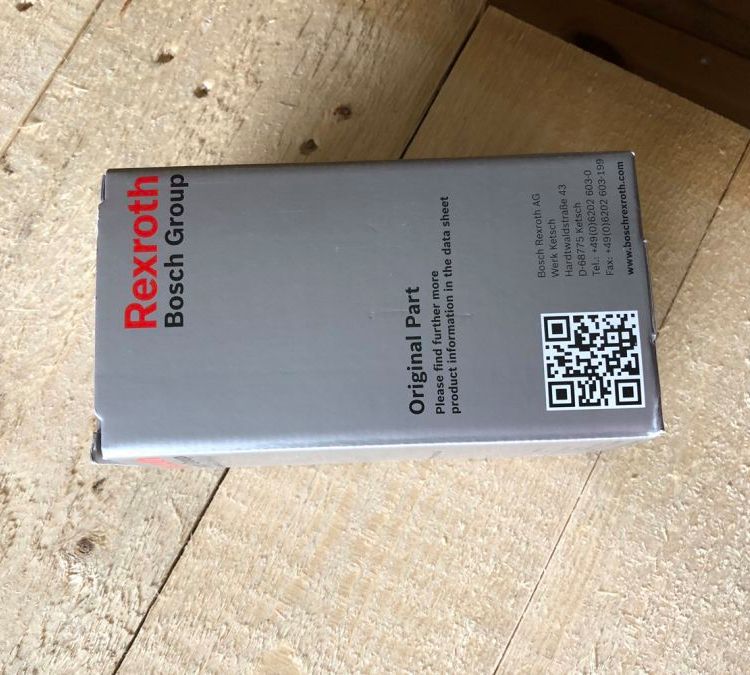 Rexroth
Bosch Group
Original Part
Please find further more
product information in the data sheet
Bosch Rexroth AG
Werk Ketsch
Hardtwaldstraße 43
D-68775 Ketsch
Tel.: +49(0)6202 603-0
Fax: +49(0)6202 603-199
www.boschrexroth.com